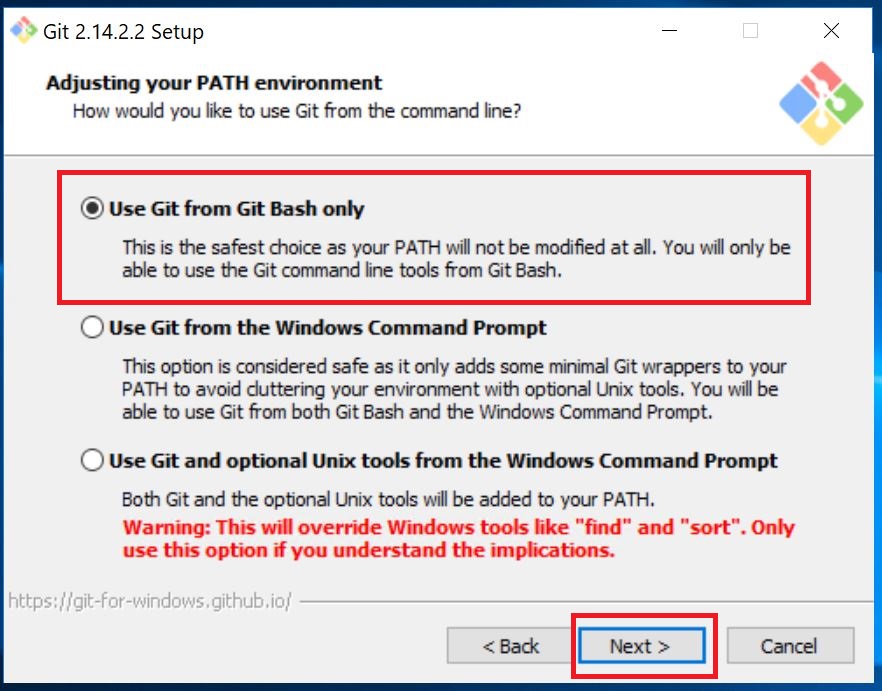 Git 2.14.2.2 Setup
Adjusting your PATH environment
How would you like to use Git from the command line?
Use Git from Git Bash only
This is the safest choice as your PATH will not be modified at all. You will only be
able to use the Git command line tools from Git Bash.
Use Git from the Windows Command Prompt
This option is considered safe as it only adds some minimal Git wrappers to your
PATH to avoid cluttering your environment with optional Unix tools. You will be
able to use Git from both Git Bash and the Windows Command Prompt.
Use Git and optional Unix tools from the Windows Command Prompt
Both Git and the optional Unix tools will be added to your PATH.
Warning: This will override Windows tools like "find" and "sort". Only
use this option if you understand the implications.
https://git-for-windows.github.io/
< Back Next > Cancel